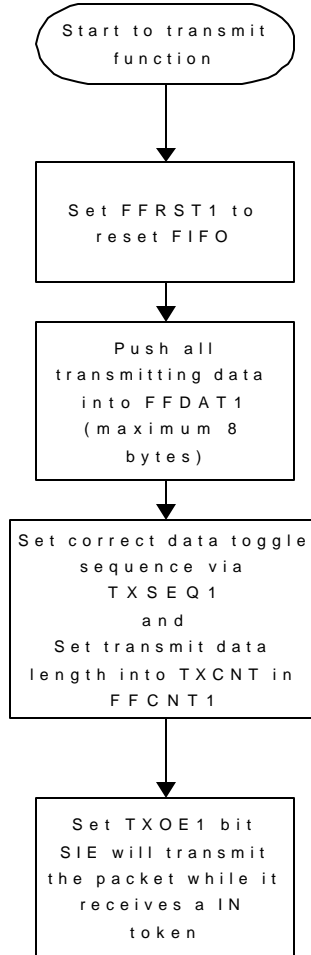 Start to transmit
function
Set FFRST1 to
reset FIFO
Push all
transmitting data
into FFDAT1
(maximum 8
bytes)
Set correct data toggle
sequence via
TXSEQ1
and
Set transmit data
length into TXCNT in
FFCNT1
Set TXOE1 bit
SIE will transmit
the packet while it
receives a IN
token